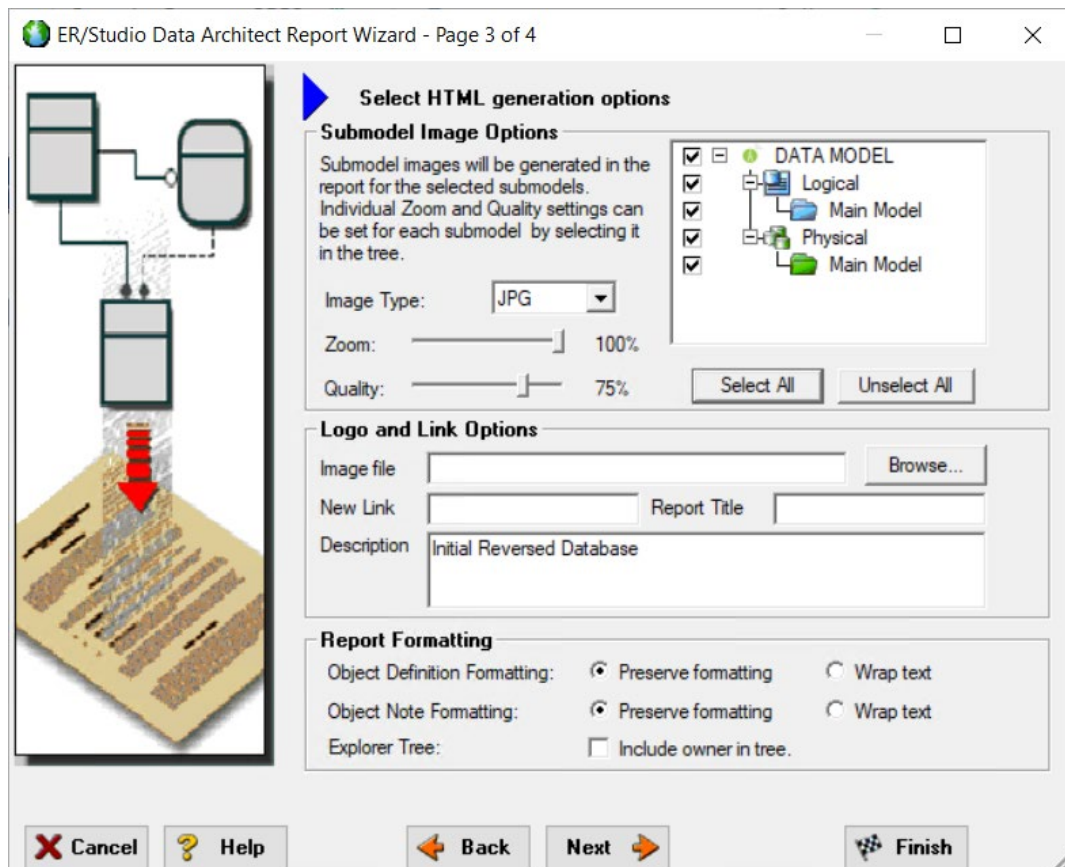 ER/Studio Data Architect Report Wizard - Page 3 of 4
Select HTML generation options
Submodel Image Options
Submodel images will be generated in the
report for the selected submodels.
Individual Zoom and Quality settings can
be set for each submodel by selecting it
in the tree.
DATA MODEL
Logical
Main Model
Physical
Main Model
Image Type: JPG
Zoom: 100%
Quality: 75%
Select All Unselect All
Logo and Link Options
Image file Browse...
New Link Report Title
Description Initial Reversed Database
Report Formatting
Object Definition Formatting: Preserve formatting Wrap text
Object Note Formatting: Preserve formatting Wrap text
Explorer Tree: Include owner in tree.
Cancel Help Back Next Finish